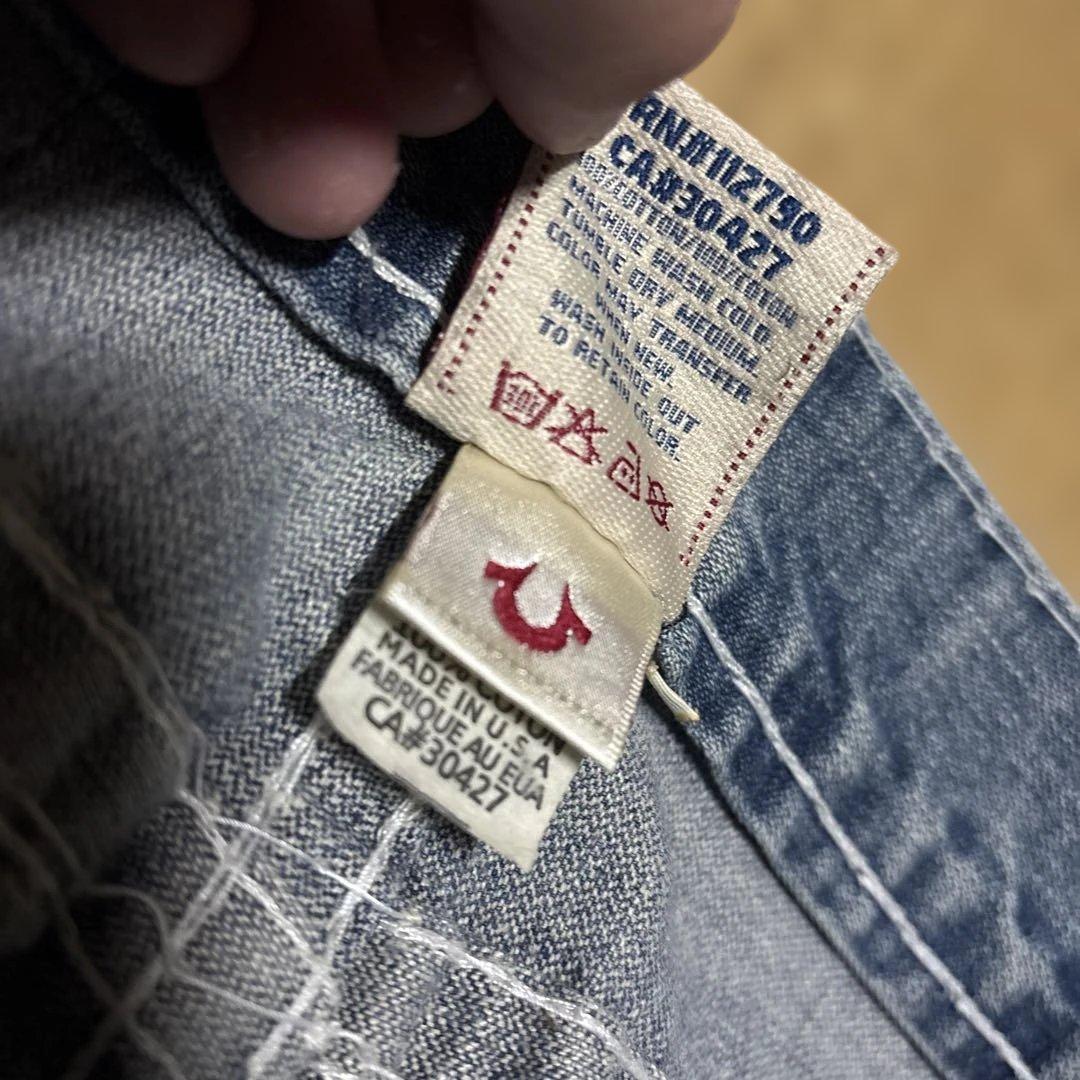 RN#112790
CA#30427
100%COTTON/100%COTON
MACHINE WASH COLD
TUMBLE DRY MEDIUM
COLOR MAY TRANSFER
WHEN NEW.
WASH INSIDE OUT
TO RETAIN COLOR.
100% COTON
MADE IN U.S.A
FABRIQUE AU EUA
CA#30427